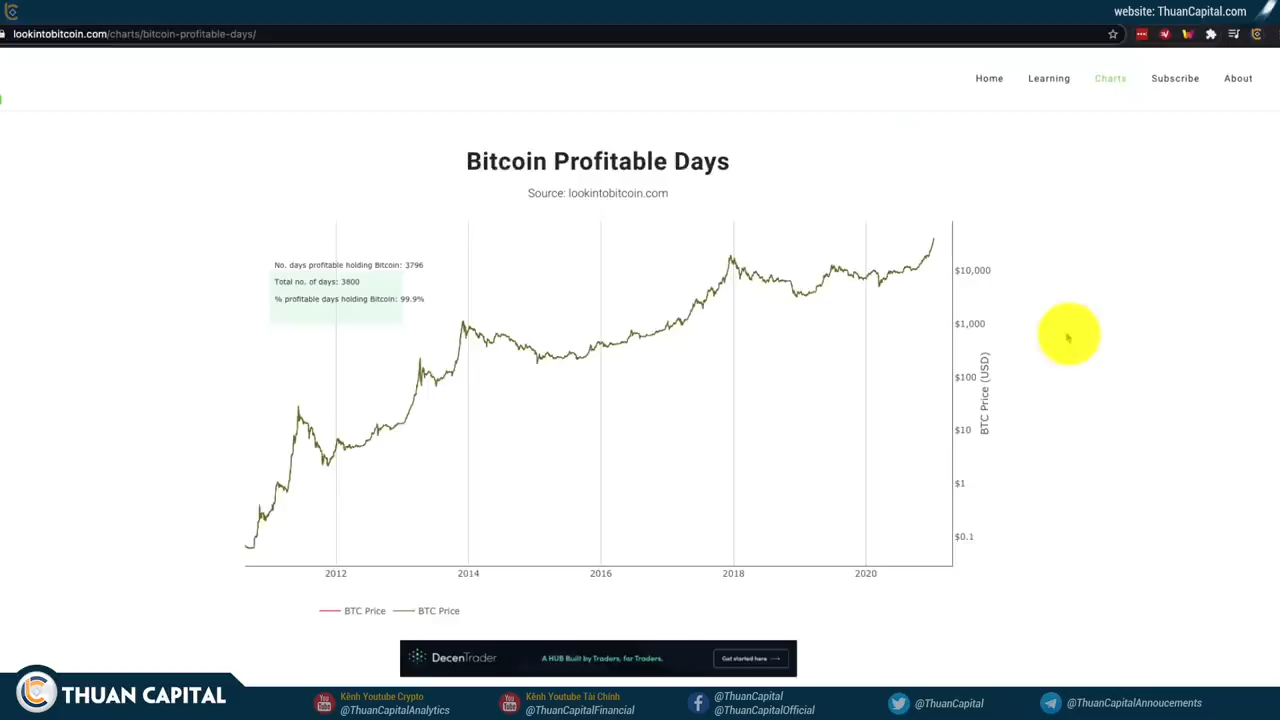 website: ThuanCapital.com
lookintobitcoin.com/charts/bitcoin-profitable-days/
Home Learning Charts Subscribe About
Bitcoin Profitable Days
Source: lookintobitcoin.com
No. days profitable holding Bitcoin: 3796
Total no. of days: 3800
% profitable days holding Bitcoin: 99.9%
$10,000
$1,000
$100
$10
$1
$0.1
BTC Price (USD)
2012 2014 2016 2018 2020
BTC Price BTC Price
DecenTrader A HUB Built by Traders, for Traders. Get started here →
THUAN CAPITAL
Kênh Youtube Crypto
@ThuanCapitalAnalytics
Kênh Youtube Tài Chính
@ThuanCapitalFinancial
@ThuanCapital
@ThuanCapitalOfficial
@ThuanCapital
@ThuanCapitalAnnoucements